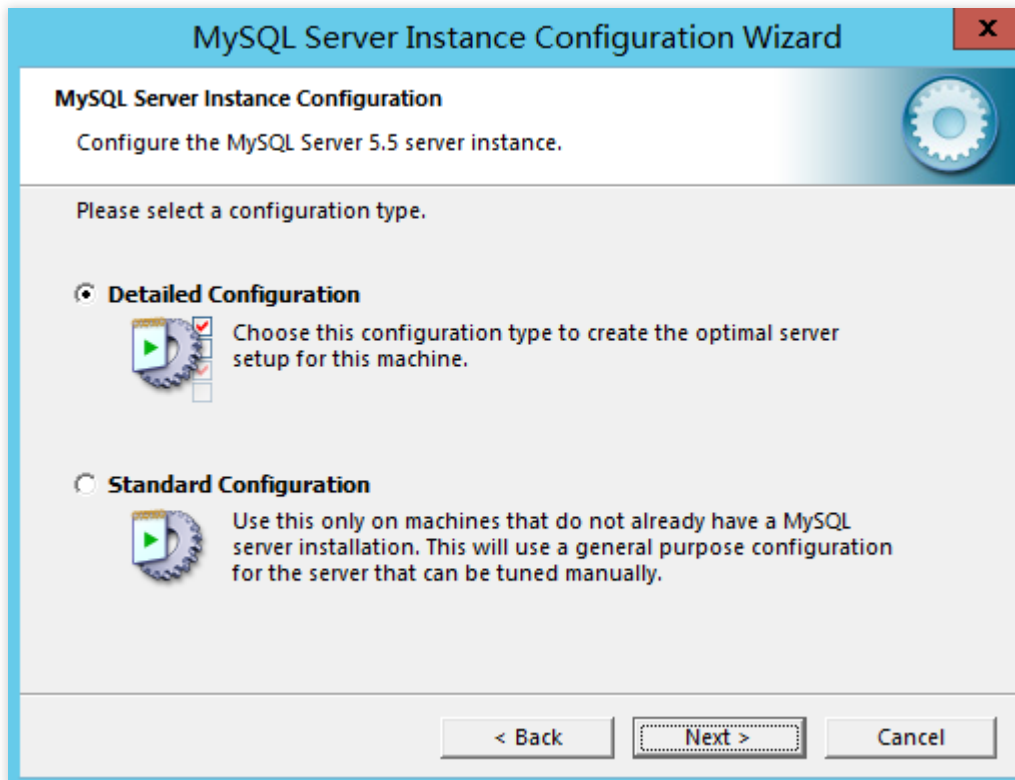 MySQL Server Instance Configuration Wizard
x
MySQL Server Instance Configuration
Configure the MySQL Server 5.5 server instance.
Please select a configuration type.
Detailed Configuration
Choose this configuration type to create the optimal server
setup for this machine.
Standard Configuration
Use this only on machines that do not already have a MySQL
server installation. This will use a general purpose configuration
for the server that can be tuned manually.
< Back
Next >
Cancel